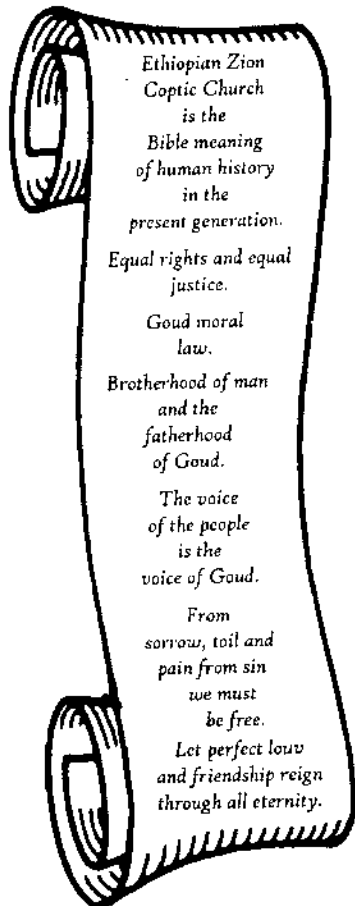 Ethiopian Zion
Coptic Church
is the
Bible meaning
of human history
in the
present generation.
Equal rights and equal
justice.
Goud moral
law.
Brotherhood of man
and the
fatherhood
of Goud.
The voice
of the people
is the
voice of Goud.
From
sorrow, toil and
pain from sin
we must
be free.
Let perfect louv
and friendship reign
through all eternity.